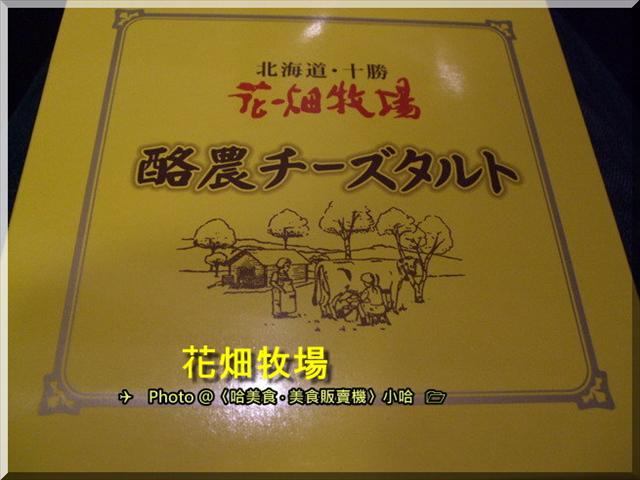 北海道・十勝
花畑牧場
酪農チーズタルト
花畑牧場
Photo @〈哈美食・美食販賣機〉小哈